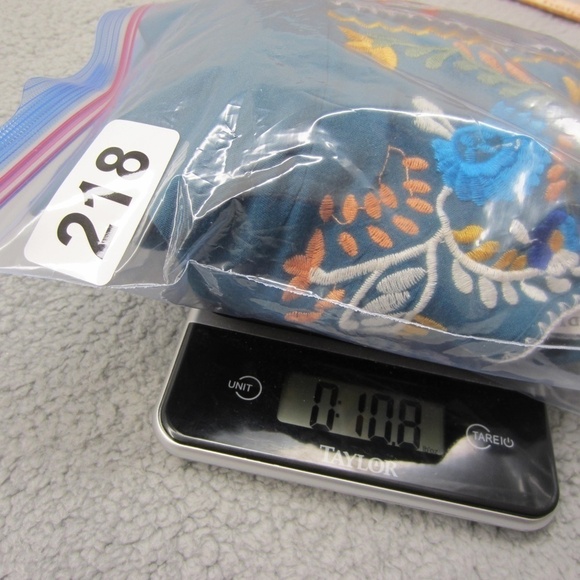 218
UNIT
0:10.8
TARE/⏻
TAYLOR